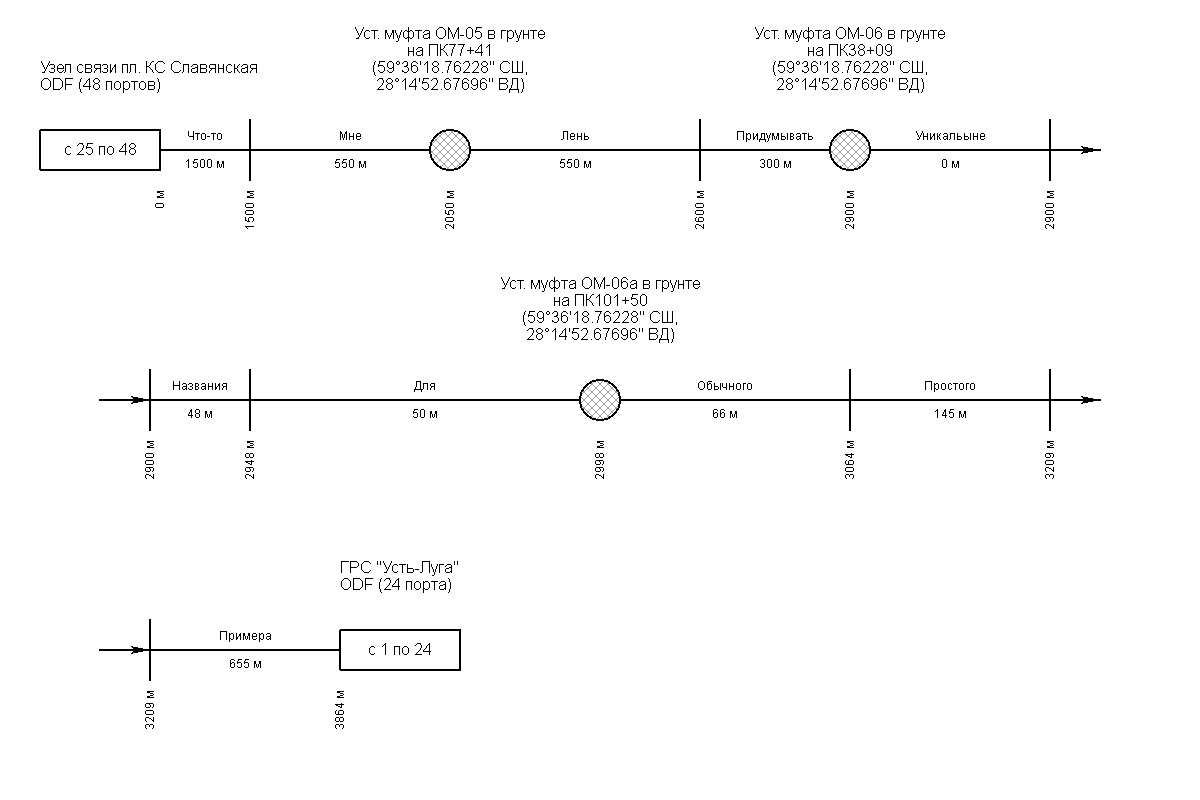 Уст. муфта ОМ-05 в грунте
на ПК77+41
(59°36'18.76228" СШ,
28°14'52.67696" ВД)
Уст. муфта ОМ-06 в грунте
на ПК38+09
(59°36'18.76228" СШ,
28°14'52.67696" ВД)
Узел связи пл. КС Славянская
ODF (48 портов)
с 25 по 48
Что-то
1500 м
Мне
550 м
Лень
550 м
Придумывать
300 м
Уникальыне
0 м
0 м
1500 м
2050 м
2600 м
2900 м
2900 м
Уст. муфта ОМ-06а в грунте
на ПК101+50
(59°36'18.76228" СШ,
28°14'52.67696" ВД)
Названия
48 м
Для
50 м
Обычного
66 м
Простого
145 м
2900 м
2948 м
2998 м
3064 м
3209 м
ГРС "Усть-Луга"
ODF (24 порта)
Примера
655 м
с 1 по 24
3209 м
3864 м